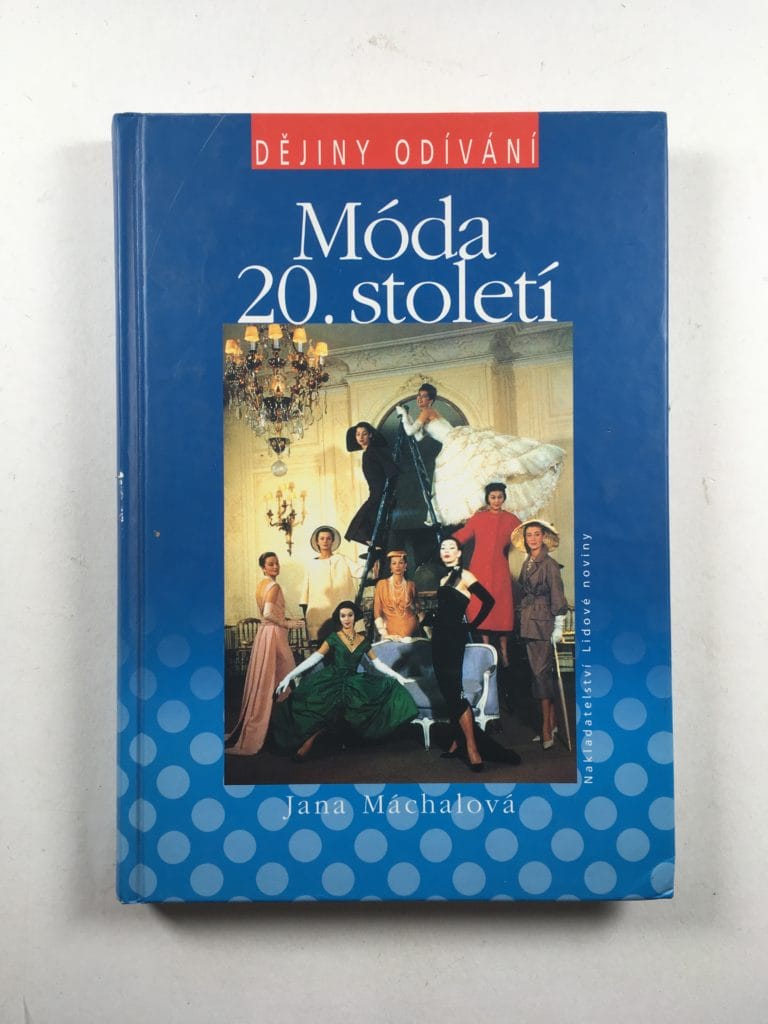 DĚJINY ODÍVÁNÍ
Móda
20. století
Nakladatelství Lidové noviny
Jana Máchalová